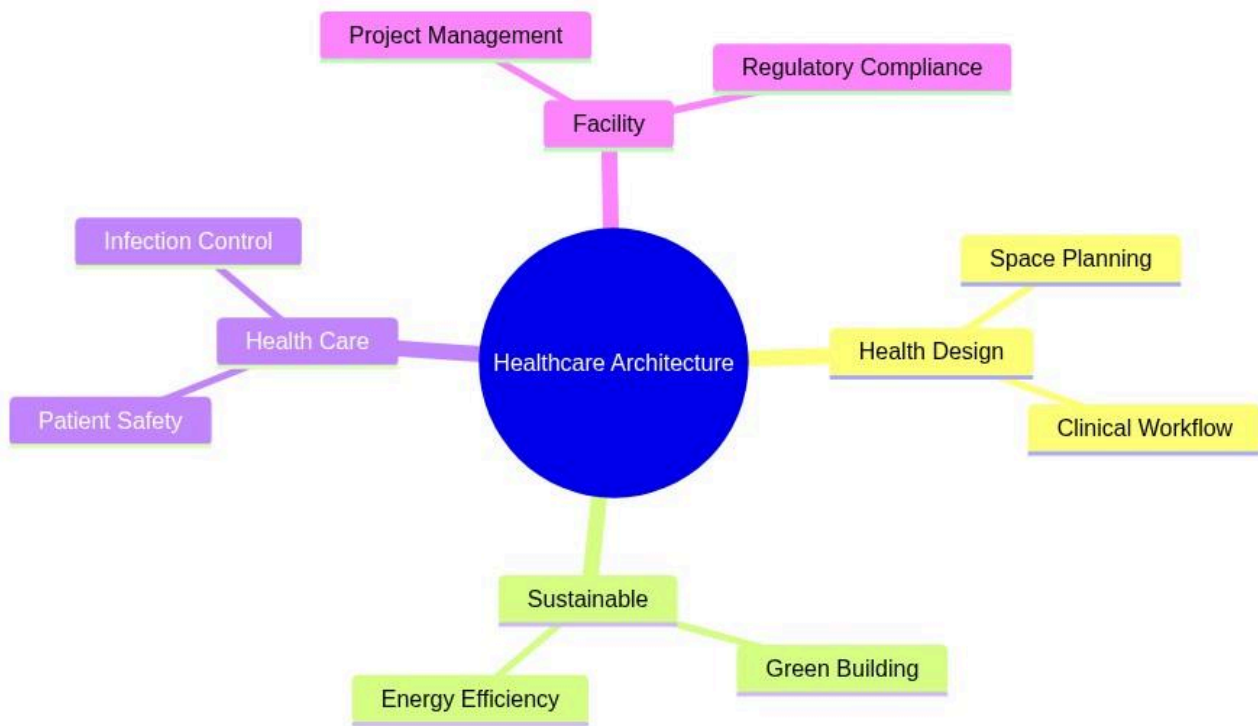 Project Management
Regulatory Compliance
Facility
Infection Control
Space Planning
Health Care
Healthcare Architecture
Health Design
Patient Safety
Clinical Workflow
Sustainable
Green Building
Energy Efficiency